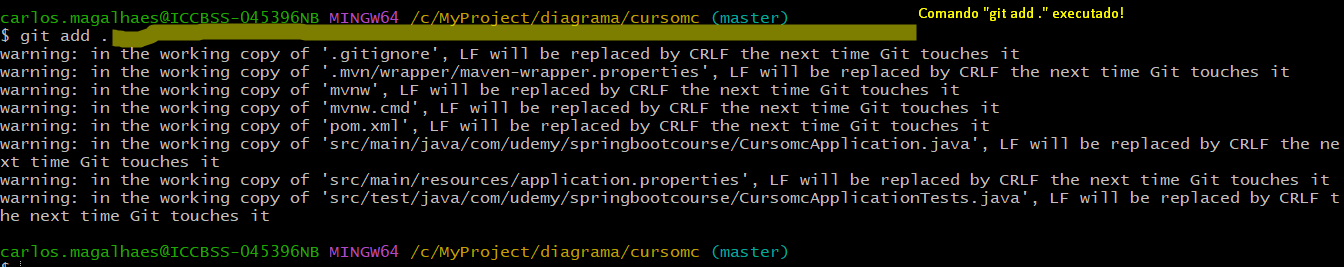 carlos.magalhaes@ICCBSS-045396NB MINGW64 /c/MyProject/diagrama/cursomc (master)
Comando "git add ." executado!
$ git add .
warning: in the working copy of '.gitignore', LF will be replaced by CRLF the next time Git touches it
warning: in the working copy of '.mvn/wrapper/maven-wrapper.properties', LF will be replaced by CRLF the next time Git touches it
warning: in the working copy of 'mvnw', LF will be replaced by CRLF the next time Git touches it
warning: in the working copy of 'mvnw.cmd', LF will be replaced by CRLF the next time Git touches it
warning: in the working copy of 'pom.xml', LF will be replaced by CRLF the next time Git touches it
warning: in the working copy of 'src/main/java/com/udemy/springbootcourse/CursomcApplication.java', LF will be replaced by CRLF the ne
xt time Git touches it
warning: in the working copy of 'src/main/resources/application.properties', LF will be replaced by CRLF the next time Git touches it
warning: in the working copy of 'src/test/java/com/udemy/springbootcourse/CursomcApplicationTests.java', LF will be replaced by CRLF t
he next time Git touches it
carlos.magalhaes@ICCBSS-045396NB MINGW64 /c/MyProject/diagrama/cursomc (master)
$